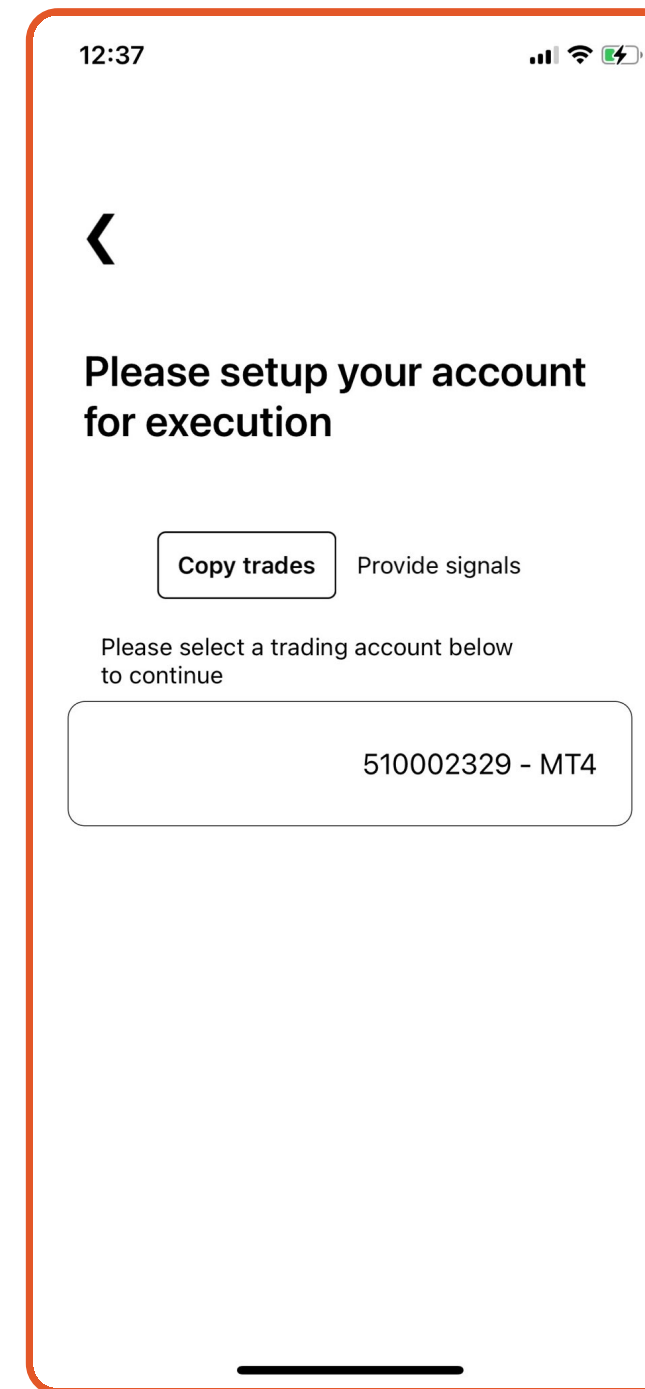 12:37
Please setup your account
for execution
Copy trades Provide signals
Please select a trading account below
to continue
510002329 - MT4